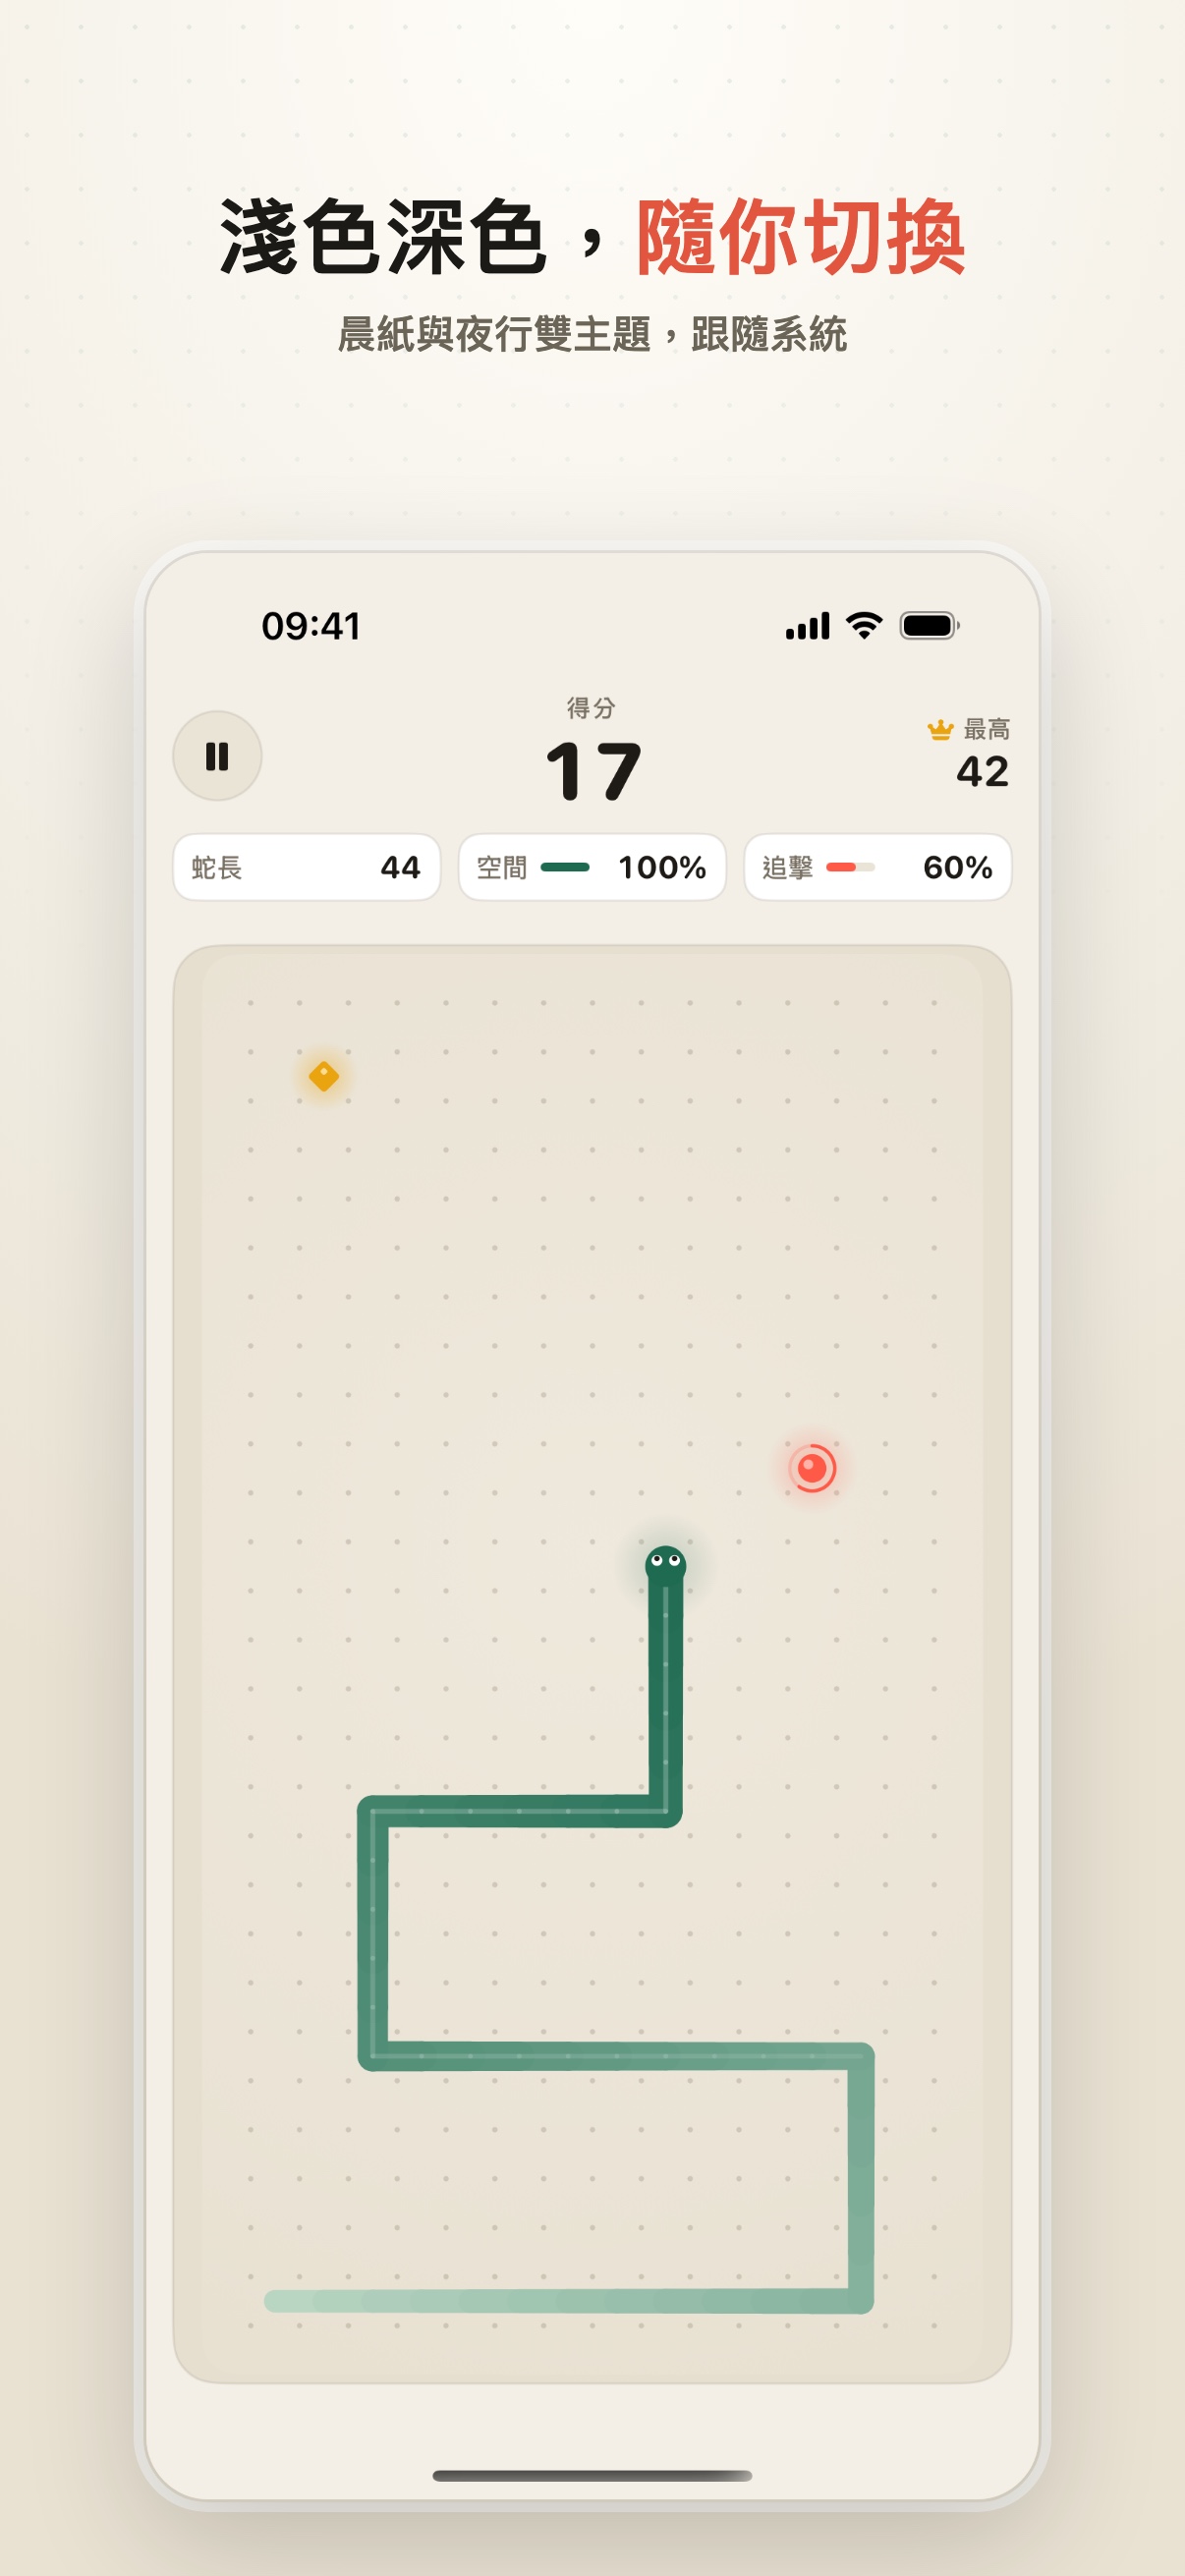 淺色深色，隨你切換
晨紙與夜行雙主題，跟隨系統
09:41
得分
17
最高
42
蛇長 44
空間 100%
追擊 60%